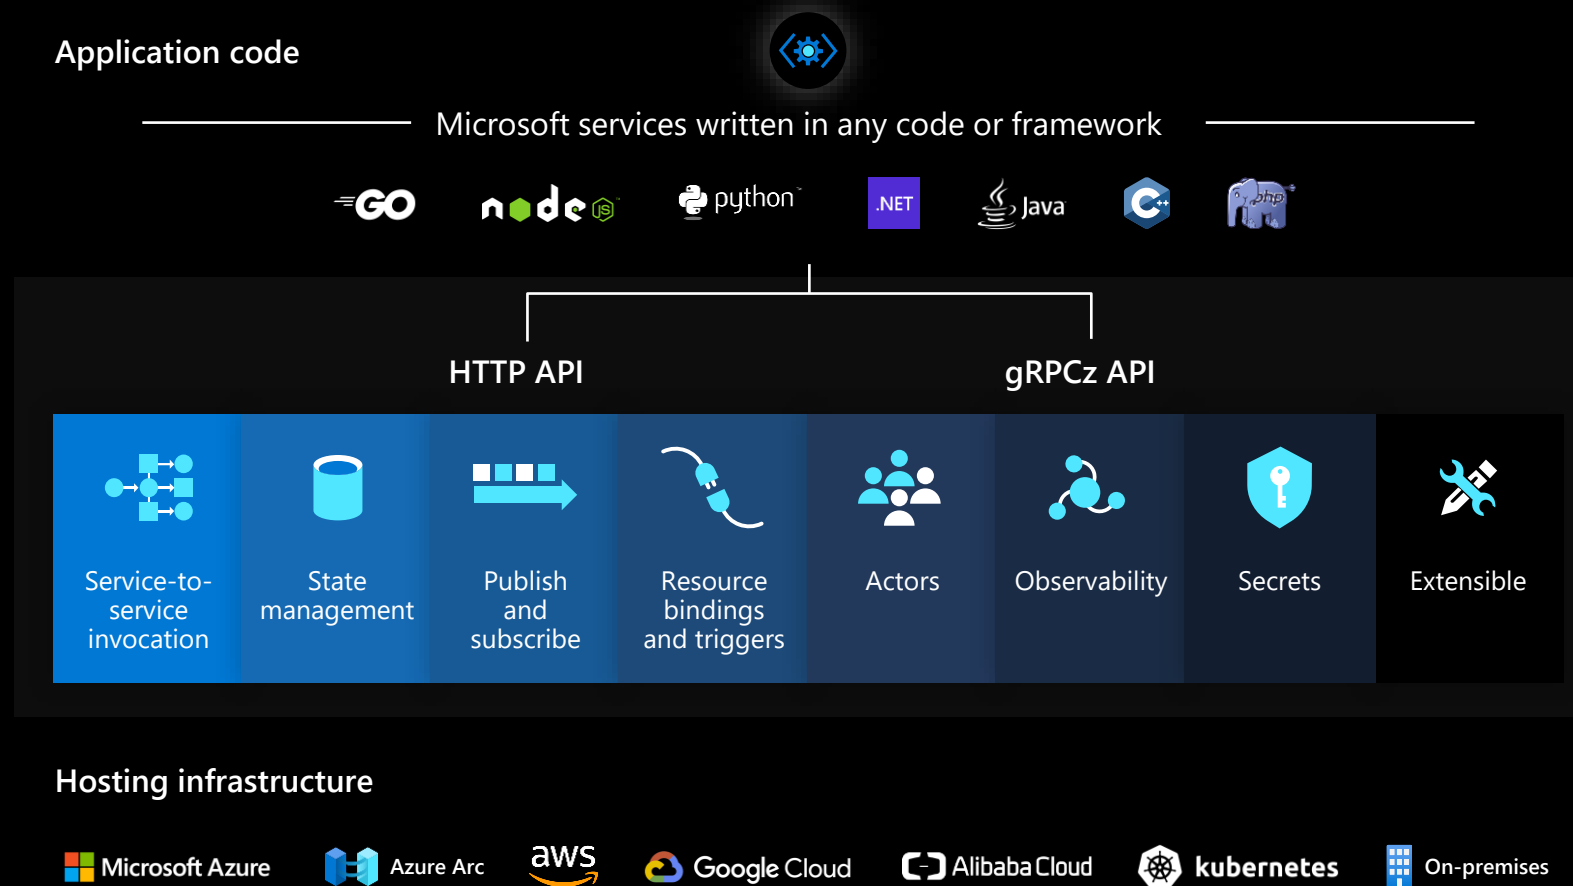 Application code
Microsoft services written in any code or framework
GO
node JS
python
.NET
Java
C++
php
HTTP API
gRPCz API
Service-to-
service
invocation
State
management
Publish
and
subscribe
Resource
bindings
and triggers
Actors
Observability
Secrets
Extensible
Hosting infrastructure
Microsoft Azure
Azure Arc
aws
Google Cloud
Alibaba Cloud
kubernetes
On-premises